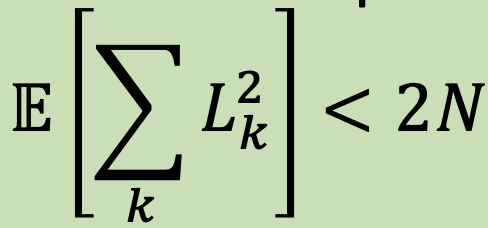 𝔼[∑ₖ Lₖ²] < 2N